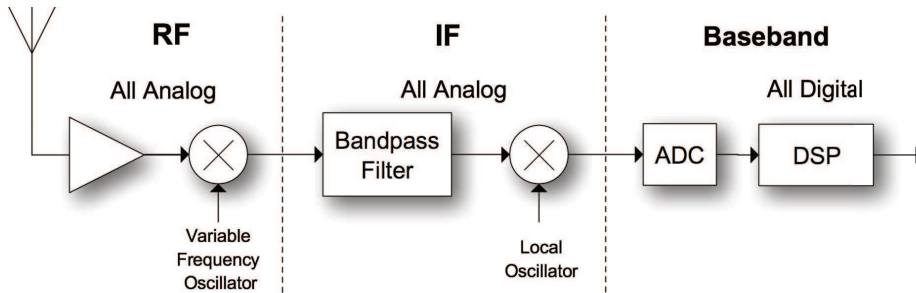 RF
IF
Baseband
All Analog
All Analog
All Digital
Bandpass
Filter
ADC
DSP
Variable
Frequency
Oscillator
Local
Oscillator